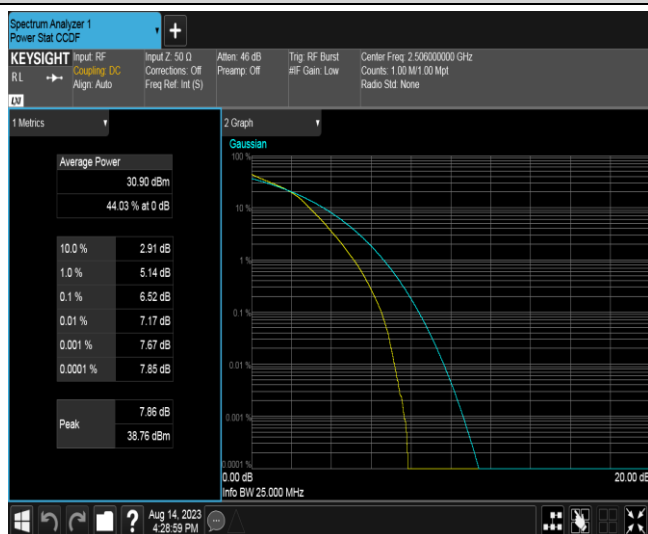 Spectrum Analyzer 1
Power Stat CCDF
+
KEYSIGHT
RL
LXI
Input: RF
Coupling: DC
Align: Auto
Input Z: 50 Ω
Corrections: Off
Freq Ref: Int (S)
Atten: 46 dB
Preamp: Off
Trig: RF Burst
#IF Gain: Low
Center Freq: 2.506000000 GHz
Counts: 1.00 M/1.00 Mpt
Radio Std: None
1 Metrics
Average Power
30.90 dBm
44.03 % at 0 dB
10.0 % 2.91 dB
1.0 % 5.14 dB
0.1 % 6.52 dB
0.01 % 7.17 dB
0.001 % 7.67 dB
0.0001 % 7.85 dB
Peak
7.86 dB
38.76 dBm
2 Graph
Gaussian
100 %
10 %
1 %
0.1 %
0.01 %
0.001 %
0.0001 %
0.00 dB 20.00 dB
Info BW 25.000 MHz
?
Aug 14, 2023
4:28:59 PM